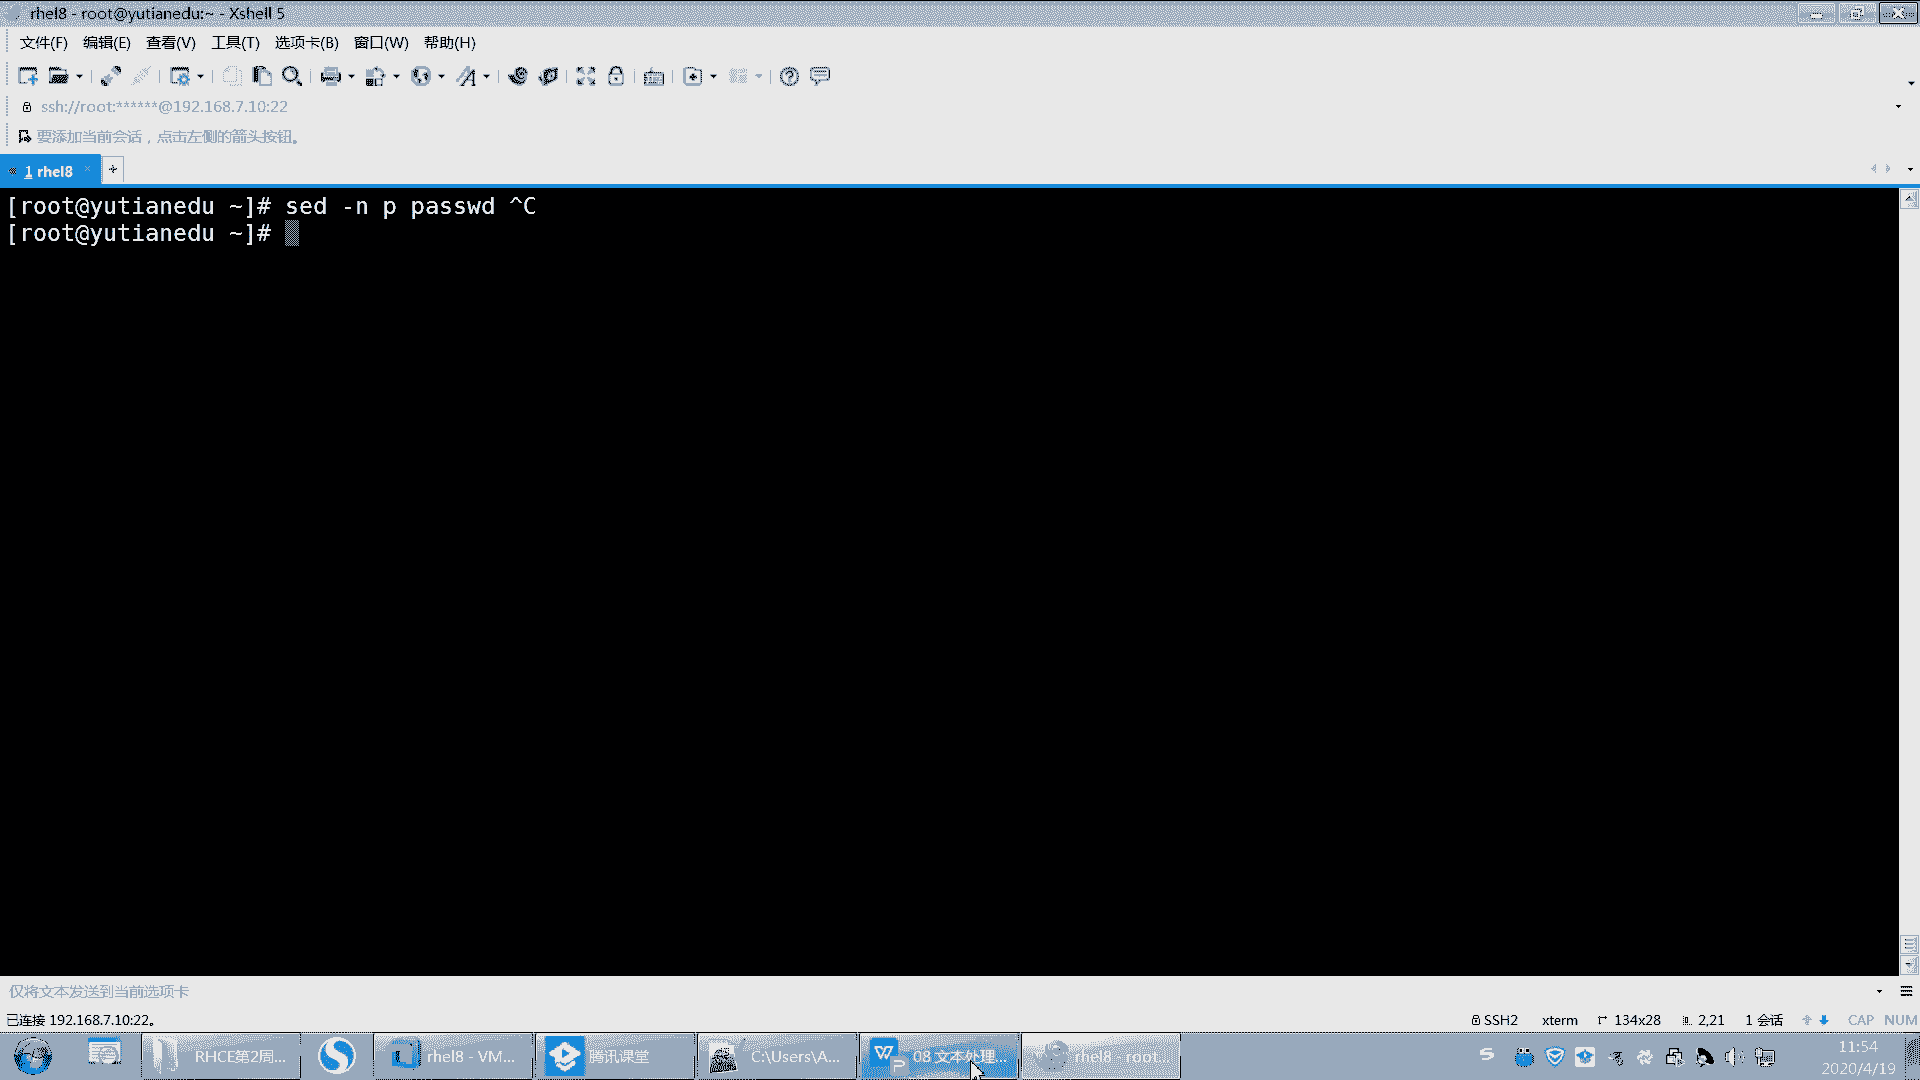 rhel8 - root@yutianedu:~ - Xshell 5
文件(F) 编辑(E) 查看(V) 工具(T) 选项卡(B) 窗口(W) 帮助(H)
ssh://root:******@192.168.7.10:22
要添加当前会话，点击左侧的箭头按钮。
1 rhel8
[root@yutianedu ~]# sed -n p passwd ^C
[root@yutianedu ~]#
仅将文本发送到当前选项卡
已连接 192.168.7.10:22。 SSH2 xterm 134x28 2,21 1 会话 CAP NUM
RHCE第2周... rhel8 - VM... 腾讯课堂 C:\Users\A... 08 文本处理... rhel8 - root... 11:54
2020/4/19